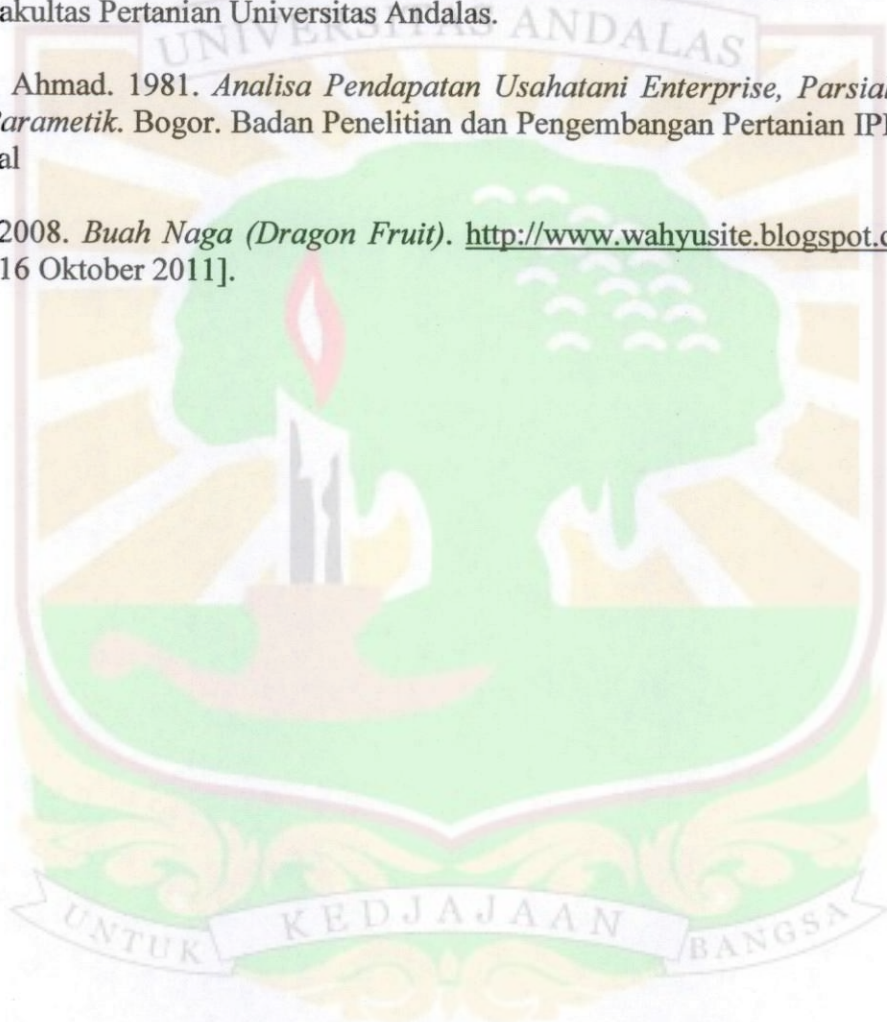 akultas Pertanian Universitas Andalas.
UNIVERSITAS ANDALAS
Ahmad. 1981. Analisa Pendapatan Usahatani Enterprise, Parsial
Parametik. Bogor. Badan Penelitian dan Pengembangan Pertanian
al
2008. Buah Naga (Dragon Fruit). http://www.wahyusite.blogspot.c
16 Oktober 2011].
UNTUK KEDJAJAAN BANGSA